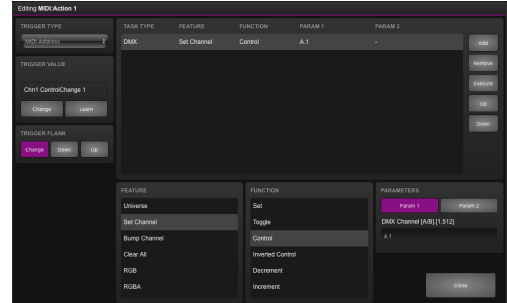 Editing MIDI:Action 1
TRIGGER TYPE
MIDI Address
TRIGGER VALUE
Chn1 ControlChange 1
Change Learn
TRIGGER FLANK
Change Down Up
TASK TYPE FEATURE FUNCTION PARAM 1 PARAM 2
DMX Set Channel Control A.1 -
Add
Remove
Execute
Up
Down
FEATURE
Universe
Set Channel
Bump Channel
Clear All
RGB
RGBA
FUNCTION
Set
Toggle
Control
Inverted Control
Decrement
Increment
PARAMETERS
Param 1 Param 2
DMX Channel [A/B].[1,512]
A.1
Close